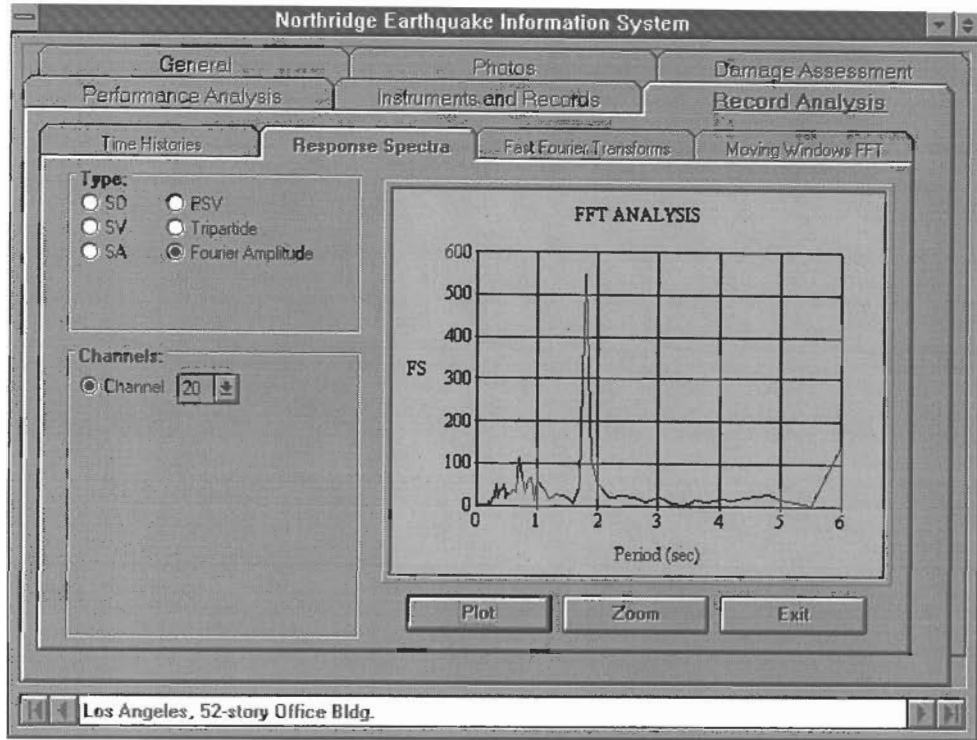 Northridge Earthquake Information System
General Photos Damage Assessment
Performance Analysis Instruments and Records Record Analysis
Time Histories Response Spectra Fast Fourier Transforms Moving Windows FFT
Type:
SD PSV
SV Tripartide
SA Fourier Amplitude
Channels:
Channel 20
FFT ANALYSIS
600
500
400
FS
300
200
100
0
0 1 2 3 4 5 6
Period (sec)
Plot Zoom Exit
Los Angeles, 52-story Office Bldg.